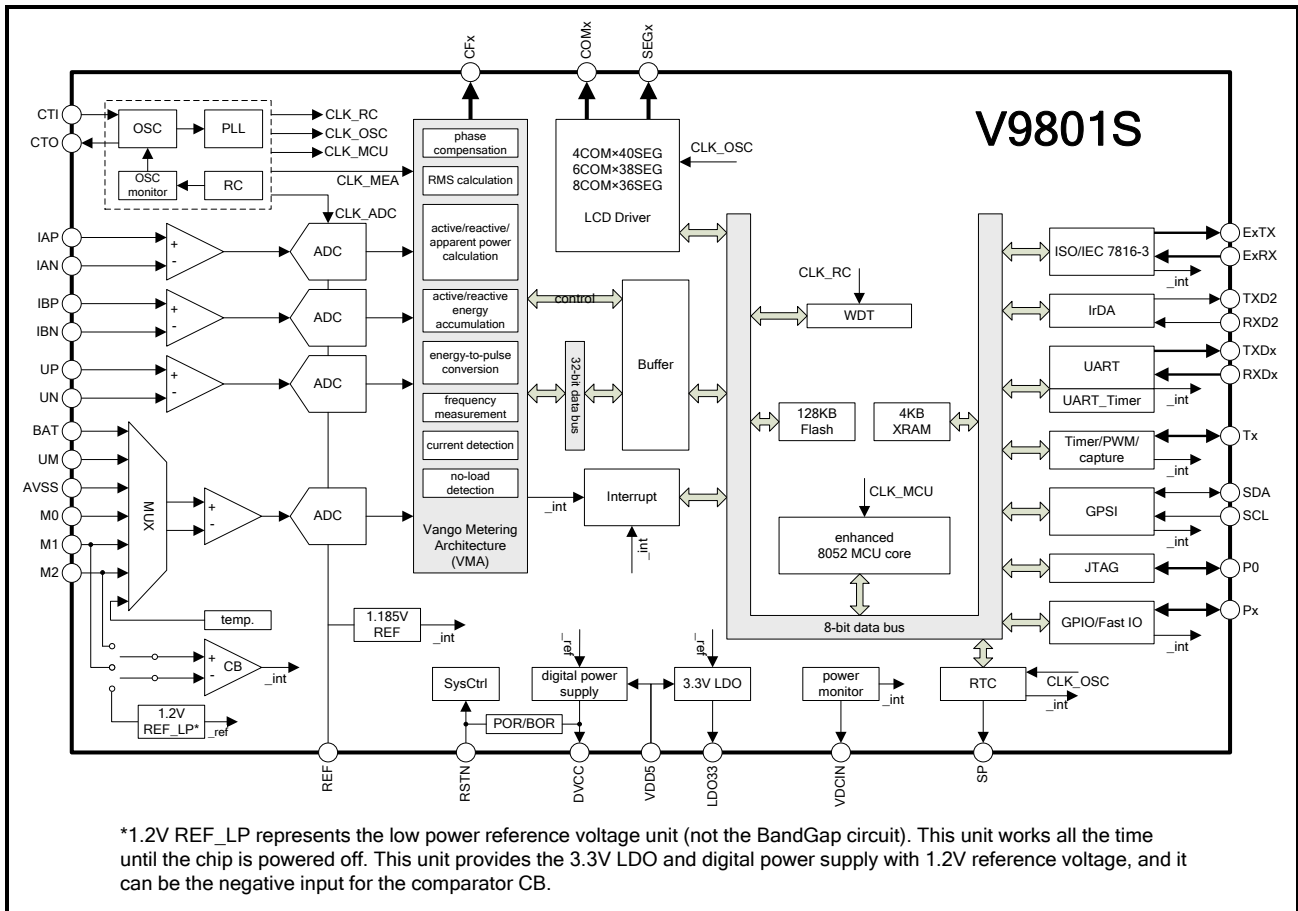 CFx
COMx
SEGx
V9801S
CTI
CTO
OSC
PLL
OSC
monitor
RC
CLK_RC
CLK_OSC
CLK_MCU
CLK_MEA
CLK_ADC
IAP
IAN
+
-
ADC
IBP
IBN
+
-
ADC
UP
UN
+
-
ADC
BAT
UM
AVSS
M0
M1
M2
MUX
+
-
ADC
temp.
+
-
CB
_int
1.2V
REF_LP*
_ref
1.185V
REF
_int
phase
compensation
RMS calculation
active/reactive/
apparent power
calculation
active/reactive
energy
accumulation
energy-to-pulse
conversion
frequency
measurement
current detection
no-load
detection
Vango Metering
Architecture
(VMA)
4COM×40SEG
6COM×38SEG
8COM×36SEG
LCD Driver
CLK_OSC
control
32-bit data bus
Buffer
_int
Interrupt
_int
CLK_RC
WDT
128KB
Flash
4KB
XRAM
CLK_MCU
enhanced
8052 MCU core
8-bit data bus
ISO/IEC 7816-3
_int
ExTX
ExRX
IrDA
TXD2
RXD2
UART
UART_Timer
_int
TXDx
RXDx
Timer/PWM/
capture
_int
Tx
GPSI
_int
SDA
SCL
JTAG
P0
GPIO/Fast IO
_int
Px
SysCtrl
POR/BOR
_ref
digital power
supply
_ref
3.3V LDO
power
monitor
_int
RTC
CLK_OSC
_int
REF
RSTN
DVCC
VDD5
LDO33
VDCIN
SP
*1.2V REF_LP represents the low power reference voltage unit (not the BandGap circuit). This unit works all the time
until the chip is powered off. This unit provides the 3.3V LDO and digital power supply with 1.2V reference voltage, and it
can be the negative input for the comparator CB.